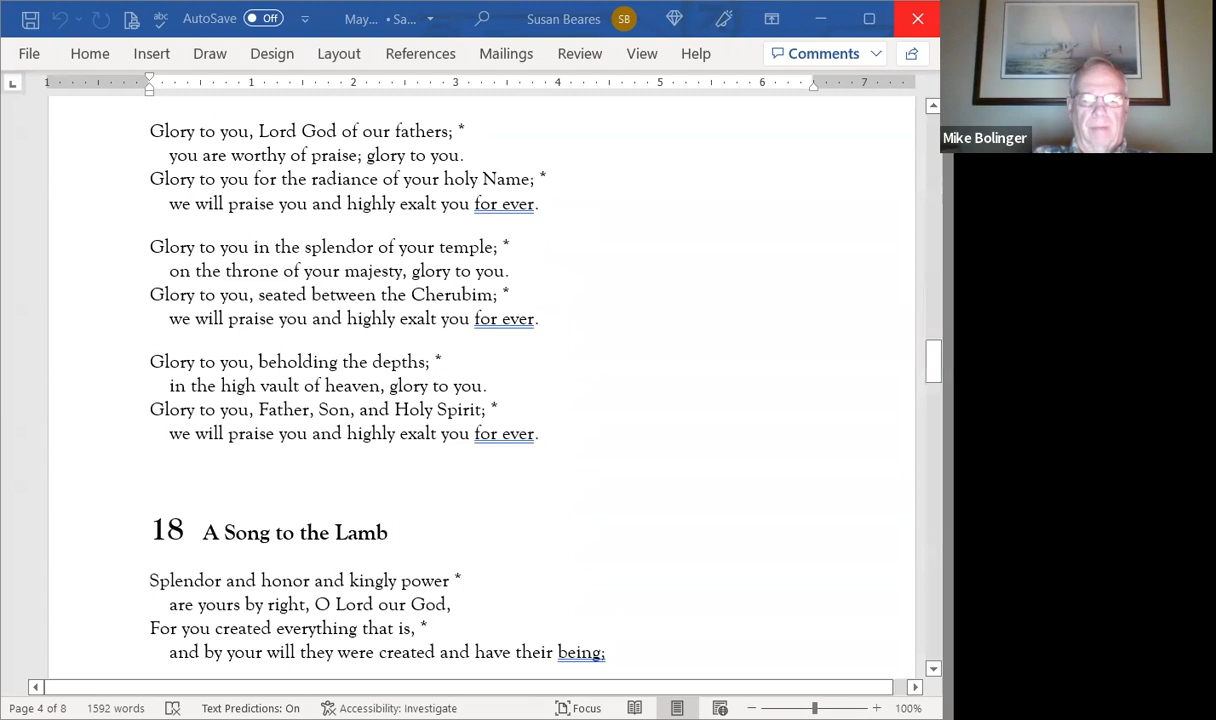 AutoSave Off May... • Sa... Susan Beares SB
File Home Insert Draw Design Layout References Mailings Review View Help Comments
1 1 2 3 4 5 6 7
Mike Bolinger
Glory to you, Lord God of our fathers; *
you are worthy of praise; glory to you.
Glory to you for the radiance of your holy Name; *
we will praise you and highly exalt you for ever.
Glory to you in the splendor of your temple; *
on the throne of your majesty, glory to you.
Glory to you, seated between the Cherubim; *
we will praise you and highly exalt you for ever.
Glory to you, beholding the depths; *
in the high vault of heaven, glory to you.
Glory to you, Father, Son, and Holy Spirit; *
we will praise you and highly exalt you for ever.
18 A Song to the Lamb
Splendor and honor and kingly power *
are yours by right, O Lord our God,
For you created everything that is, *
and by your will they were created and have their being;
Page 4 of 8 1592 words Text Predictions: On Accessibility: Investigate Focus 100%